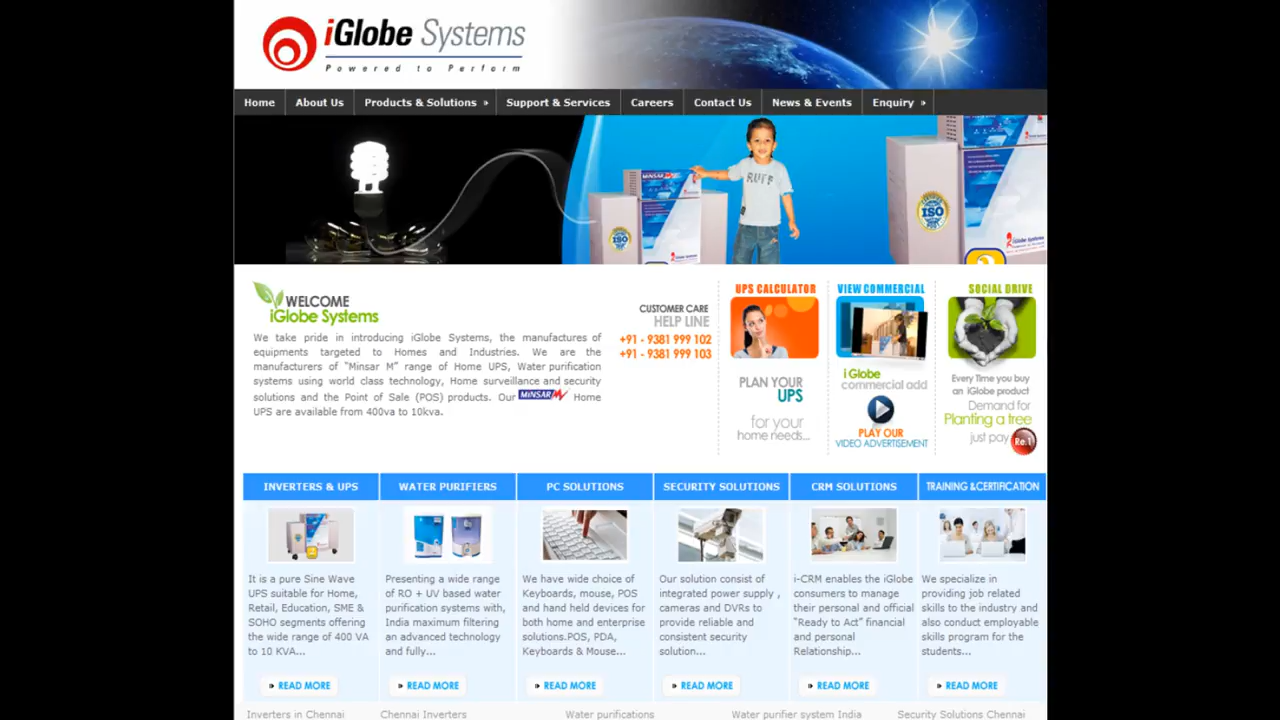 iGlobe Systems
Powered to Perform
Home
About Us
Products & Solutions »
Support & Services
Careers
Contact Us
News & Events
Enquiry »
RUFF
MINSAR M
ISO
iGlobe Systems
ISO
iGlobe Systems
WELCOME
iGlobe Systems
We take pride in introducing iGlobe Systems, the manufactures of
equipments targeted to Homes and Industries. We are the
manufacturers of "Minsar M" range of Home UPS, Water purification
systems using world class technology, Home surveillance and security
solutions and the Point of Sale (POS) products. Our MINSAR M Home
UPS are available from 400va to 10kva.
CUSTOMER CARE
HELP LINE
+91 - 9381 999 102
+91 - 9381 999 103
UPS CALCULATOR
PLAN YOUR
UPS
for your
home needs...
VIEW COMMERCIAL
i Globe
commercial add
PLAY OUR
VIDEO ADVERTISEMENT
SOCIAL DRIVE
Every Time you buy
an iGlobe product
Demand for
Planting a tree
just pay Re.1
INVERTERS & UPS
It is a pure Sine Wave
UPS suitable for Home,
Retail, Education, SME &
SOHO segments offering
the wide range of 400 VA
to 10 KVA...
» READ MORE
WATER PURIFIERS
Presenting a wide range
of RO + UV based water
purification systems with,
India maximum filtering
an advanced technology
and fully...
» READ MORE
PC SOLUTIONS
We have wide choice of
Keyboards, mouse, POS
and hand held devices for
both home and enterprise
solutions.POS, PDA,
Keyboards & Mouse...
» READ MORE
SECURITY SOLUTIONS
Our solution consist of
integrated power supply ,
cameras and DVRs to
provide reliable and
consistent security
solution...
» READ MORE
CRM SOLUTIONS
i-CRM enables the iGlobe
consumers to manage
their personal and official
"Ready to Act" financial
and personal
Relationship...
» READ MORE
TRAINING & CERTIFICATION
We specialize in
providing job related
skills to the industry and
also conduct employable
skills program for the
students...
» READ MORE
Inverters in Chennai
Chennai Inverters
Water purifications
Water purifier system India
Security Solutions Chennai